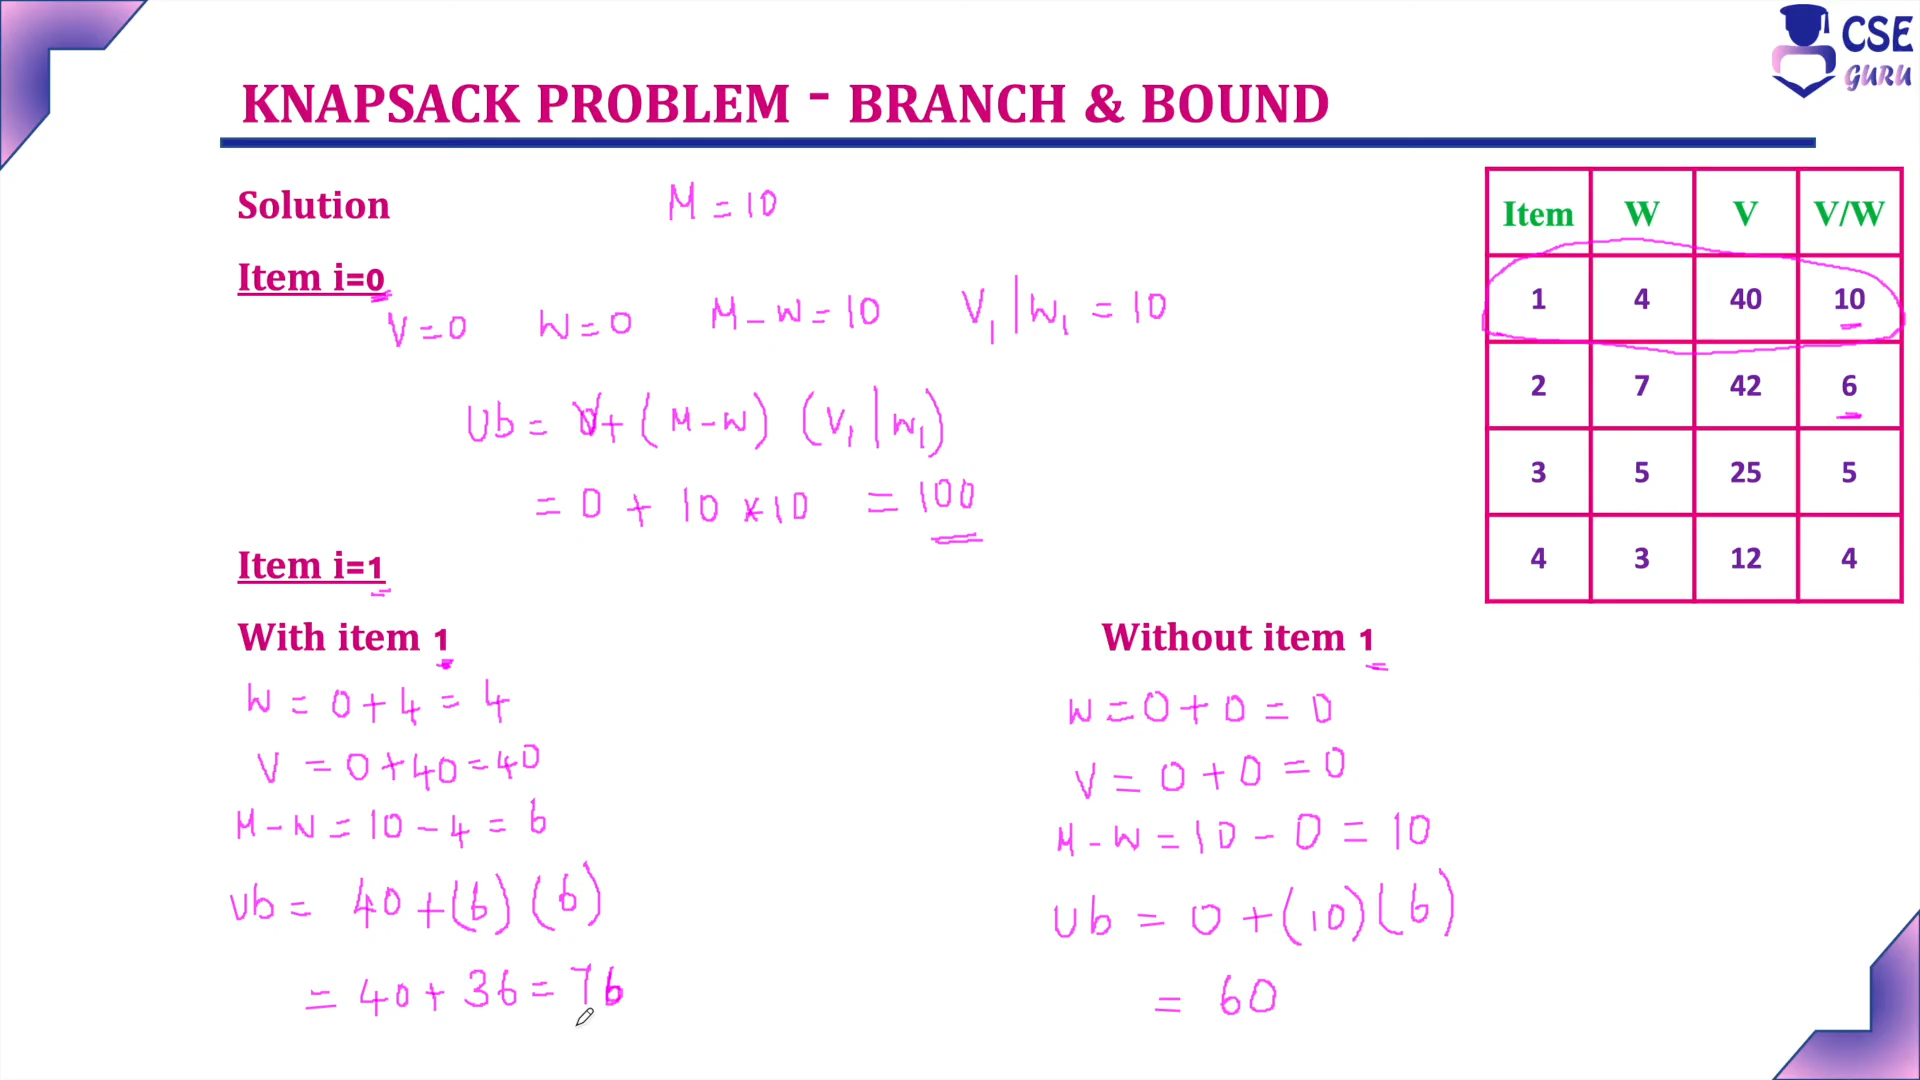 CSE
GURU
KNAPSACK PROBLEM - BRANCH & BOUND
Solution
M = 10
Item i=0
V = 0 W = 0 M - W = 10 V₁ | W₁ = 10
Ub = V + (M - W) (V₁ | W₁)
= 0 + 10 * 10 = 100
Item i=1
With item 1
W = 0 + 4 = 4
V = 0 + 40 = 40
M - W = 10 - 4 = 6
Ub = 40 + (6) (6)
= 40 + 36 = 76
Without item 1
W = 0 + 0 = 0
V = 0 + 0 = 0
M - W = 10 - 0 = 10
Ub = 0 + (10) (6)
= 60
Item W V V/W
1 4 40 10
2 7 42 6
3 5 25 5
4 3 12 4